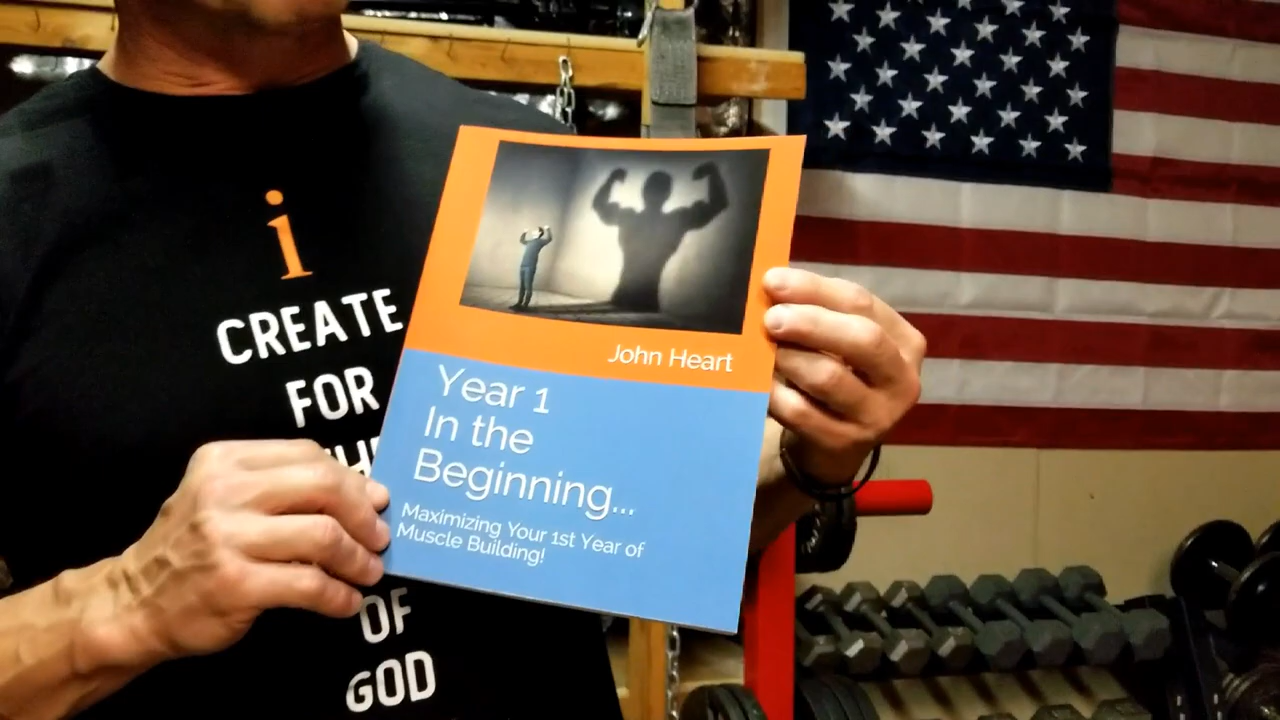 i
CREATE
FOR
OF
GOD
John Heart
Year 1
In the
Beginning...
Maximizing Your 1st Year of
Muscle Building!